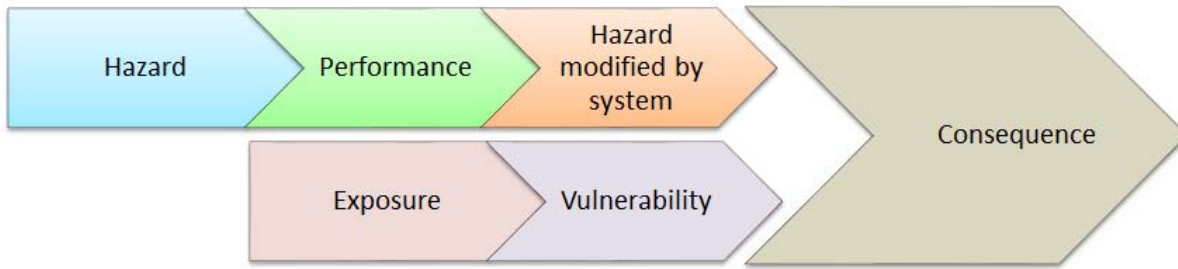 Hazard
Performance
Hazard
modified by
system
Exposure
Vulnerability
Consequence